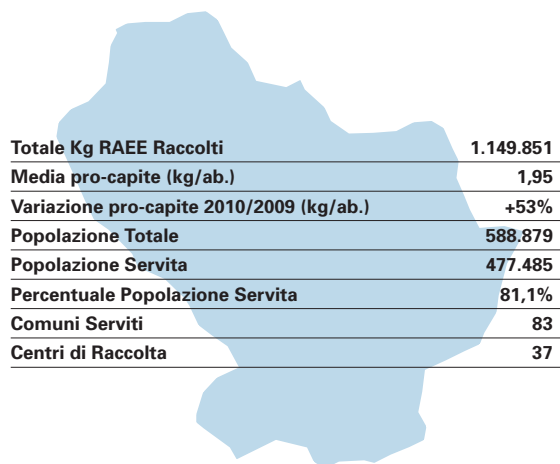 Totale Kg RAEE Raccolti 1.149.851
Media pro-capite (kg/ab.) 1,95
Variazione pro-capite 2010/2009 (kg/ab.) +53%
Popolazione Totale 588.879
Popolazione Servita 477.485
Percentuale Popolazione Servita 81,1%
Comuni Serviti 83
Centri di Raccolta 37